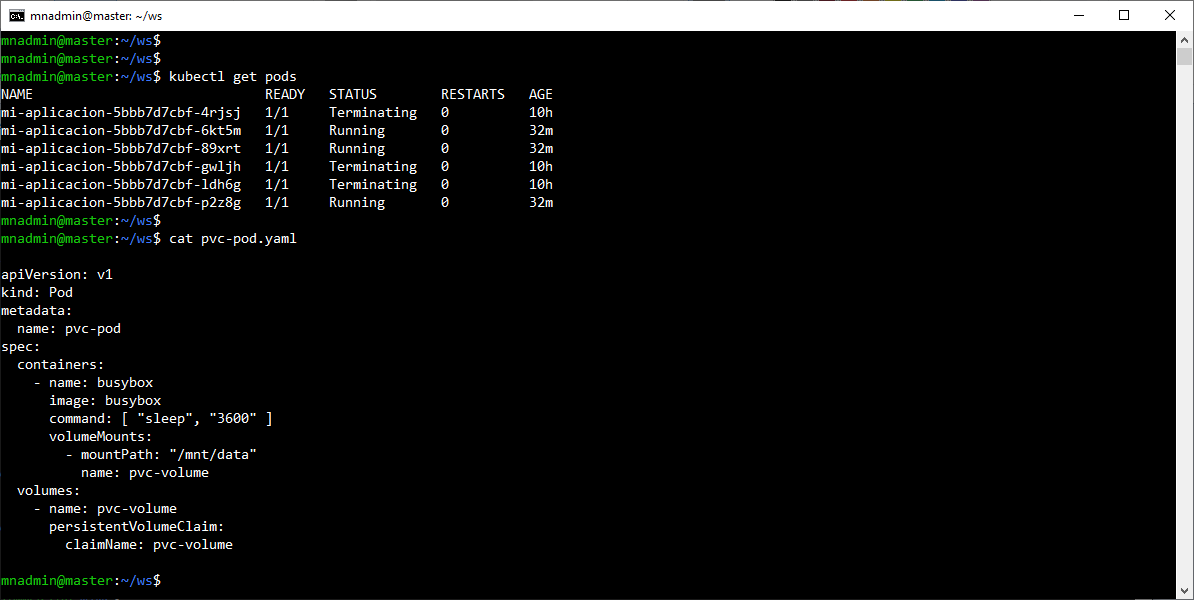 mnadmin@master: ~/ws
mnadmin@master:~/ws$
mnadmin@master:~/ws$
mnadmin@master:~/ws$ kubectl get pods
NAME                             READY   STATUS        RESTARTS   AGE
mi-aplicacion-5bbb7d7cbf-4rjsj   1/1     Terminating   0          10h
mi-aplicacion-5bbb7d7cbf-6kt5m   1/1     Running       0          32m
mi-aplicacion-5bbb7d7cbf-89xrt   1/1     Running       0          32m
mi-aplicacion-5bbb7d7cbf-gwljh   1/1     Terminating   0          10h
mi-aplicacion-5bbb7d7cbf-ldh6g   1/1     Terminating   0          10h
mi-aplicacion-5bbb7d7cbf-p2z8g   1/1     Running       0          32m
mnadmin@master:~/ws$
mnadmin@master:~/ws$ cat pvc-pod.yaml
apiVersion: v1
kind: Pod
metadata:
  name: pvc-pod
spec:
  containers:
    - name: busybox
      image: busybox
      command: [ "sleep", "3600" ]
      volumeMounts:
        - mountPath: "/mnt/data"
          name: pvc-volume
  volumes:
    - name: pvc-volume
      persistentVolumeClaim:
        claimName: pvc-volume
mnadmin@master:~/ws$